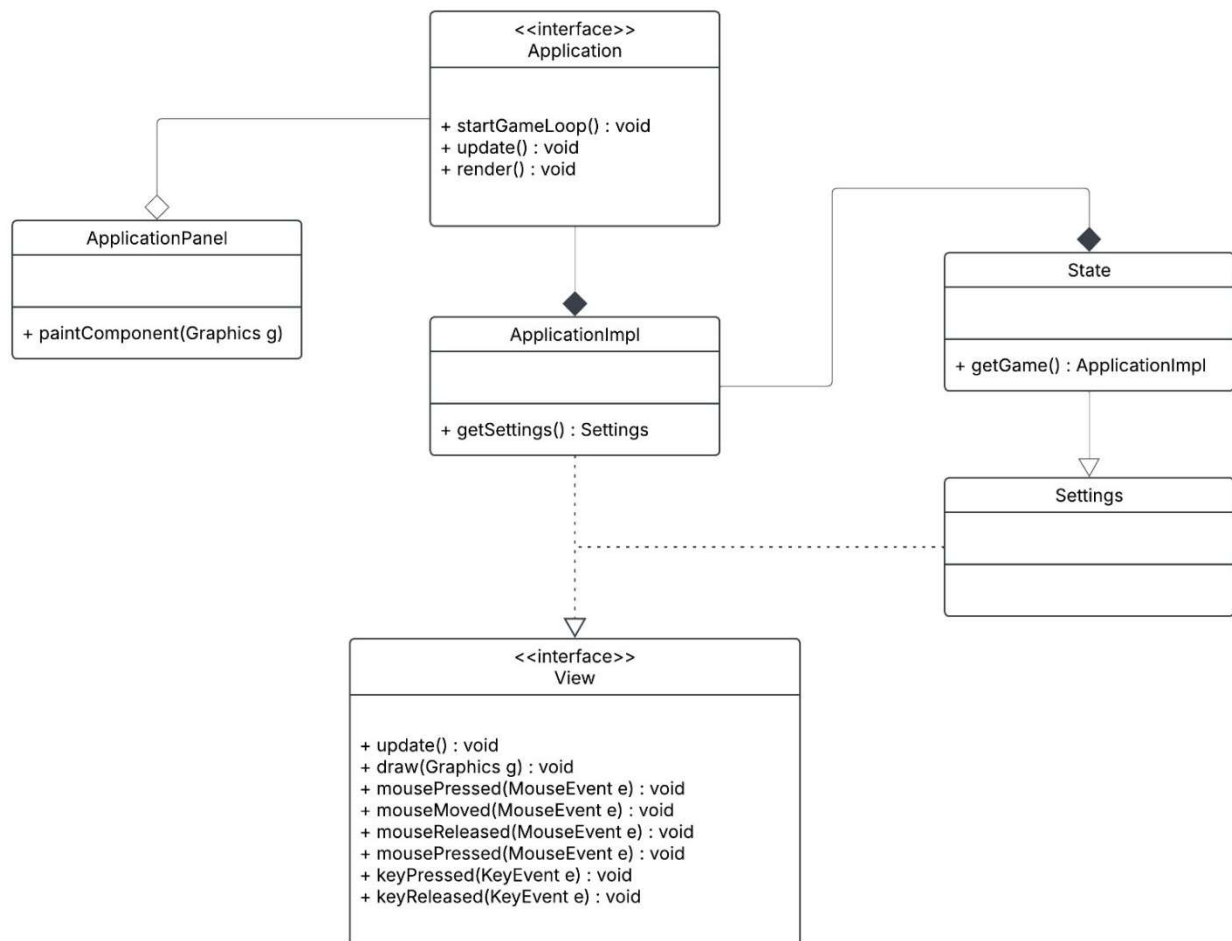 <<interface>>
Application
+ startGameLoop() : void
+ update() : void
+ render() : void
ApplicationPanel
+ paintComponent(Graphics g)
ApplicationImpl
+ getSettings() : Settings
State
+ getGame() : ApplicationImpl
Settings
<<interface>>
View
+ update() : void
+ draw(Graphics g) : void
+ mousePressed(MouseEvent e) : void
+ mouseMoved(MouseEvent e) : void
+ mouseReleased(MouseEvent e) : void
+ mousePressed(MouseEvent e) : void
+ keyPressed(KeyEvent e) : void
+ keyReleased(KeyEvent e) : void